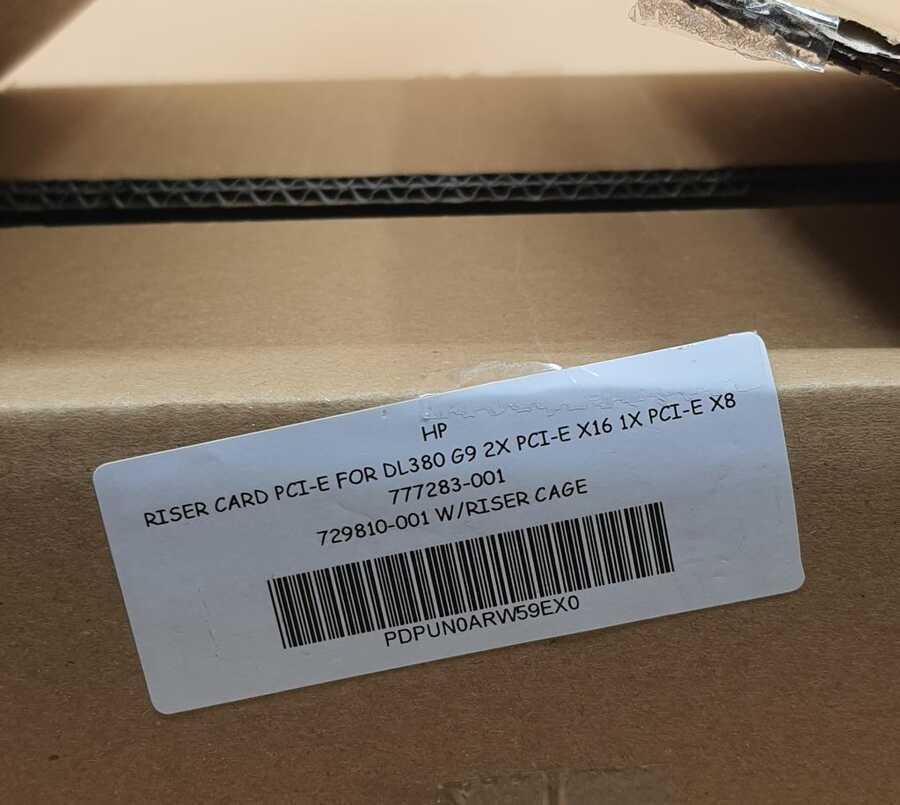 HP
RISER CARD PCI-E FOR DL380 G9 2X PCI-E X16 1X PCI-E X8
777283-001
729810-001 W/RISER CAGE
PDPUN0ARW59EX0